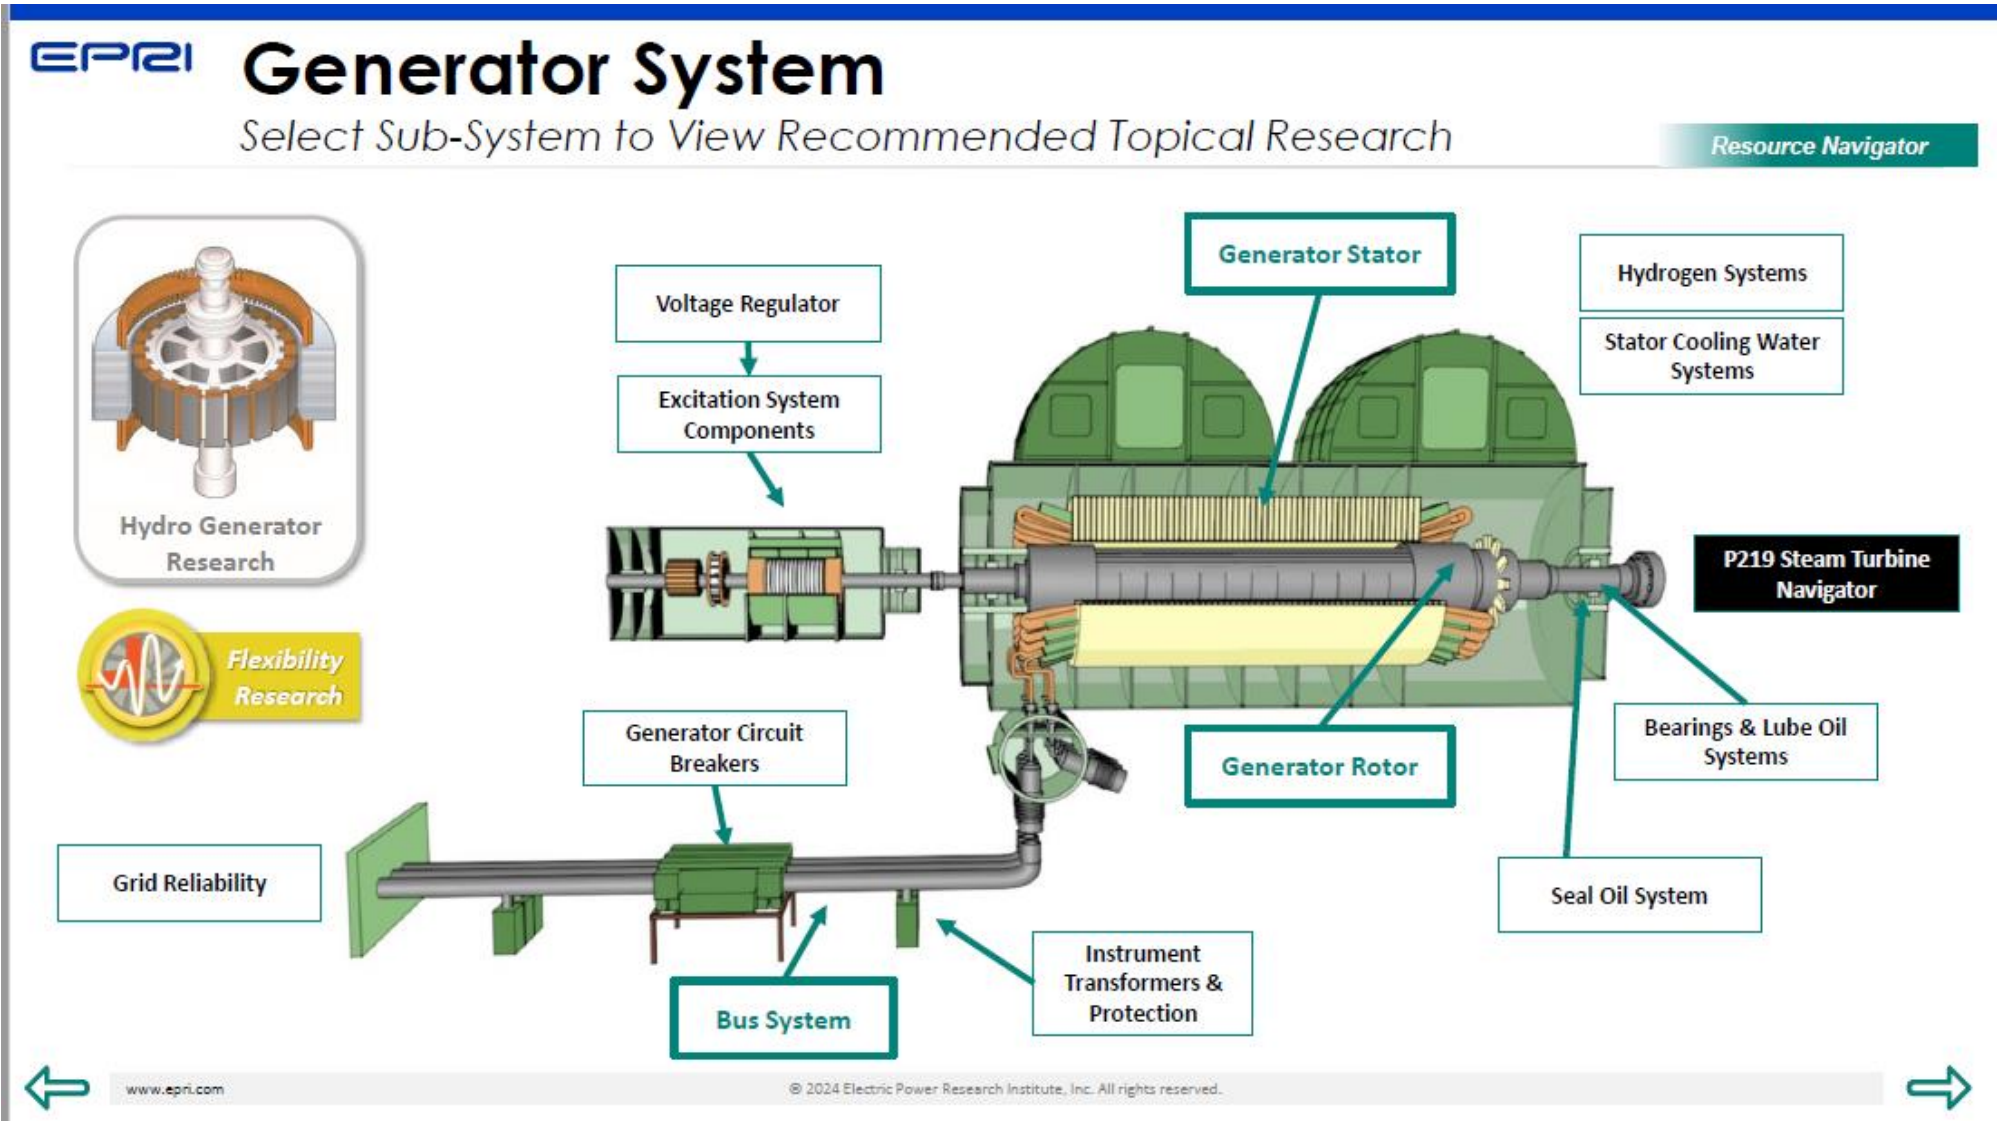 EPRI
Generator System
Select Sub-System to View Recommended Topical Research
Resource Navigator
Hydro Generator
Research
Flexibility
Research
Voltage Regulator
Excitation System
Components
Generator Stator
Hydrogen Systems
Stator Cooling Water
Systems
P219 Steam Turbine
Navigator
Bearings & Lube Oil
Systems
Generator Rotor
Generator Circuit
Breakers
Grid Reliability
Seal Oil System
Instrument
Transformers &
Protection
Bus System
www.epri.com
© 2024 Electric Power Research Institute, Inc. All rights reserved.